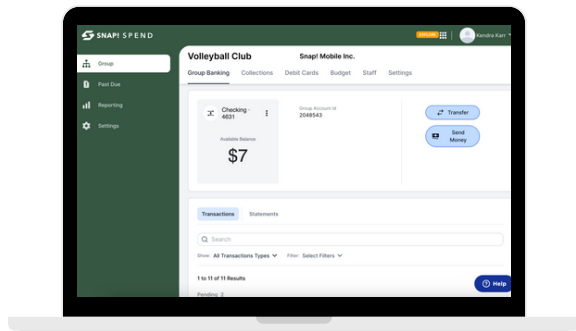 SNAP! SPEND
EXPLORE
Kendra Karr
Group
Past Due
Reporting
Settings
Volleyball Club
Snap! Mobile Inc.
Group Banking Collections Debit Cards Budget Staff Settings
Checking -
4631
Available Balance
$7
Group Account Id
2048543
Transfer
Send
Money
Transactions Statements
Search
Show: All Transactions Types Filter: Select Filters
1 to 11 of 11 Results
Pending 2
Help